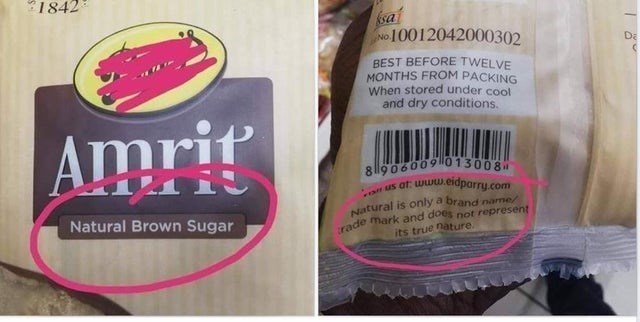 1842
Amrit
Natural Brown Sugar
No.10012042000302
BEST BEFORE TWELVE
MONTHS FROM PACKING
When stored under cool
and dry conditions.
8 906009 013008
us at: www.eidparry.com
Natural is only a brand name/
trade mark and does not represent
its true nature.